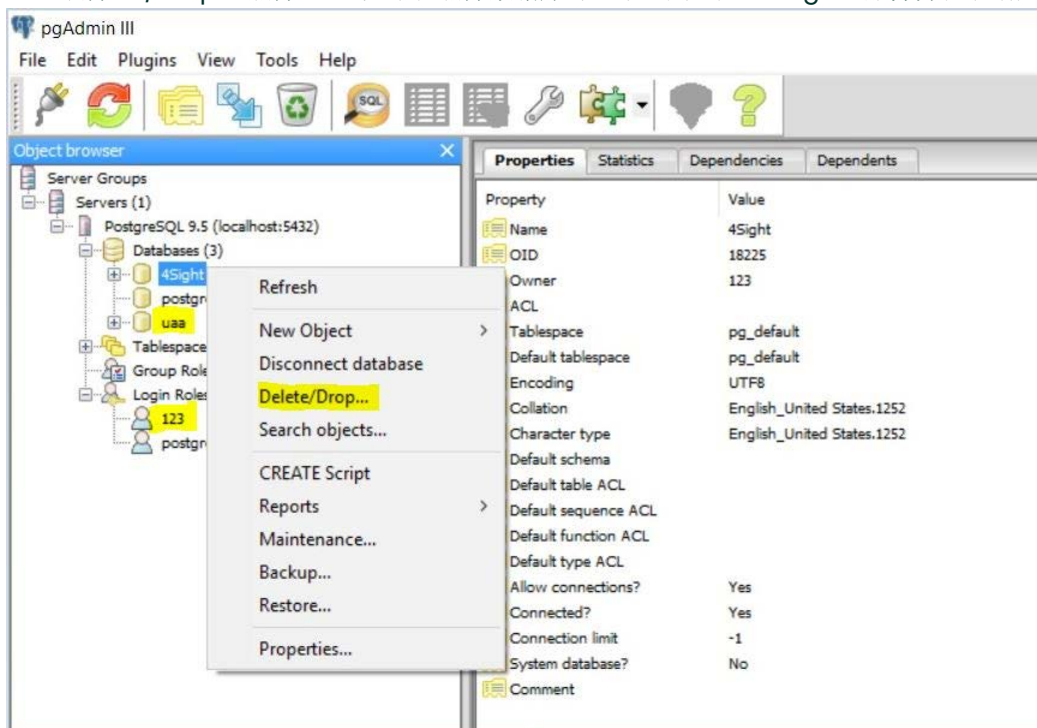 pgAdmin III
File Edit Plugins View Tools Help
SQL
Object browser
Server Groups
Servers (1)
PostgreSQL 9.5 (localhost:5432)
Databases (3)
4Sight
postgr
uaa
Tablespace
Group Role
Login Roles
123
postgr
Refresh
New Object
Disconnect database
Delete/Drop...
Search objects...
CREATE Script
Reports
Maintenance...
Backup...
Restore...
Properties...
Properties Statistics Dependencies Dependents
Property Value
Name 4Sight
OID 18225
Owner 123
ACL
Tablespace pg_default
Default tablespace pg_default
Encoding UTF8
Collation English_United States.1252
Character type English_United States.1252
Default schema
Default table ACL
Default sequence ACL
Default function ACL
Default type ACL
Allow connections? Yes
Connected? Yes
Connection limit -1
System database? No
Comment